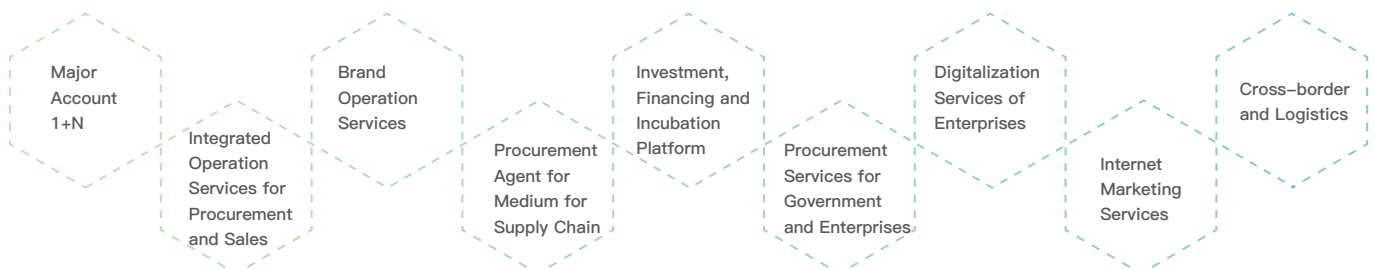 Major
Account
1+N
Integrated
Operation
Services for
Procurement
and Sales
Brand
Operation
Services
Procurement
Agent for
Medium for
Supply Chain
Investment,
Financing and
Incubation
Platform
Procurement
Services for
Government
and Enterprises
Digitalization
Services of
Enterprises
Internet
Marketing
Services
Cross-border
and Logistics